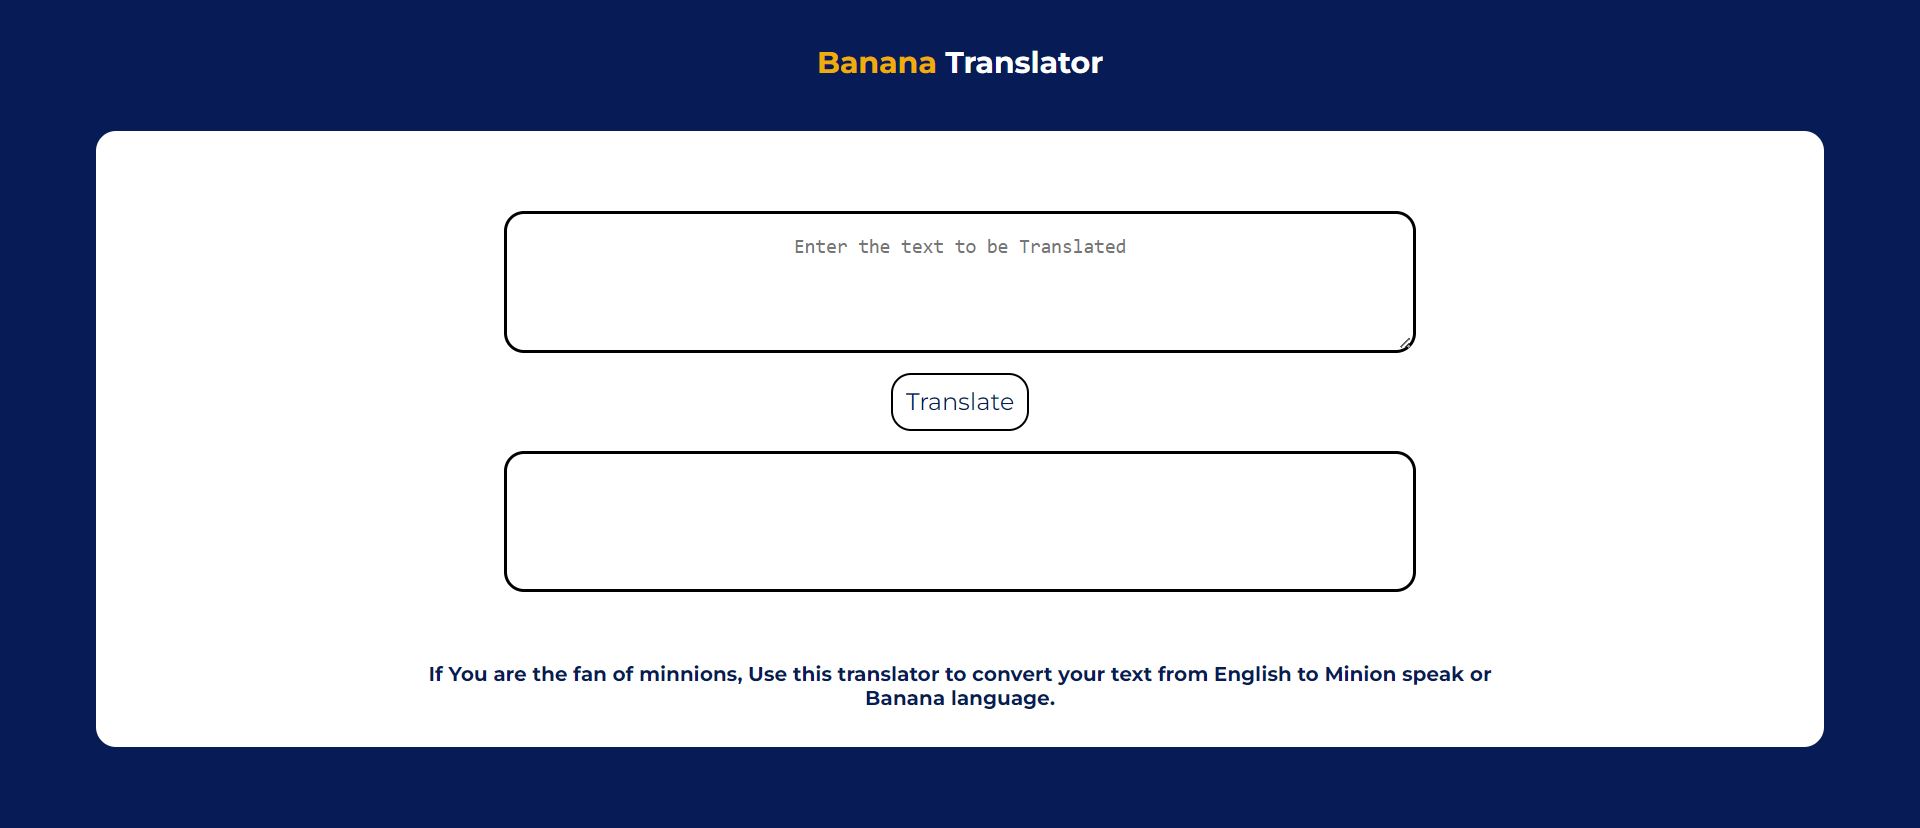 Banana Translator
Enter the text to be Translated
Translate
If You are the fan of minnions, Use this translator to convert your text from English to Minion speak or
Banana language.